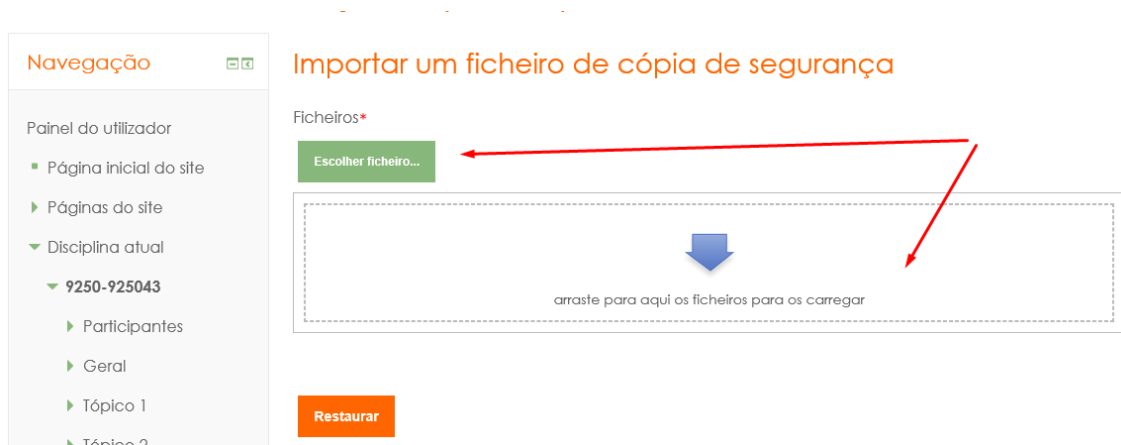 Navegação
Painel do utilizador
Página inicial do site
Páginas do site
Disciplina atual
9250-925043
Participantes
Geral
Tópico 1
Tópico 2
Importar um ficheiro de cópia de segurança
Ficheiros*
Escolher ficheiro...
arraste para aqui os ficheiros para os carregar
Restaurar